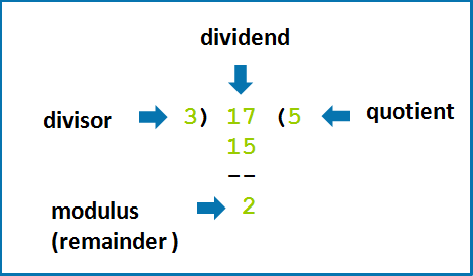 dividend
divisor 3) 17 (5 quotient
15
--
modulus 2
(remainder)